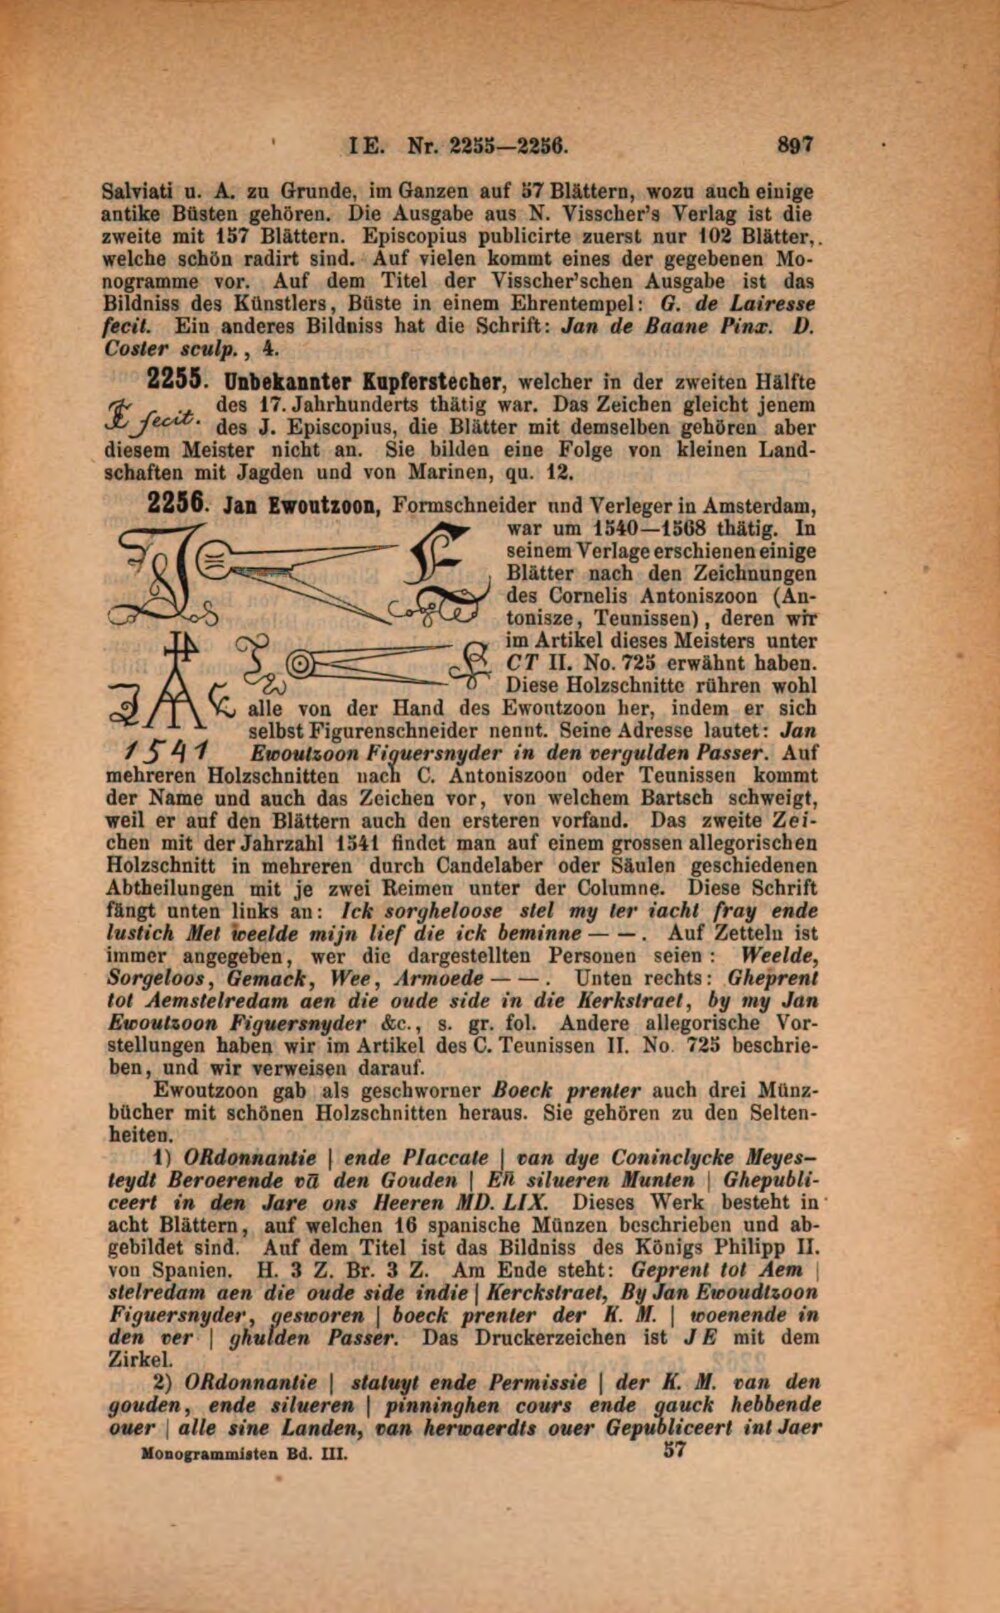 IE. Nr. 2255—2256. 897
Salviati u. A. zu Grunde, im Ganzen auf 57 Blättern, wozu auch einige
antike Büsten gehören. Die Ausgabe aus N. Visscher's Verlag ist die
zweite mit 157 Blättern. Episcopius publicirte zuerst nur 102 Blätter,
welche schön radirt sind. Auf vielen kommt eines der gegebenen Mo-
nogramme vor. Auf dem Titel der Visscher'schen Ausgabe ist das
Bildniss des Künstlers, Büste in einem Ehrentempel: G. de Lairesse
fecit. Ein anderes Bildniss hat die Schrift: Jan de Baane Pinx. D.
Coster sculp., 4.
2255. Unbekannter Kupferstecher, welcher in der zweiten Hälfte
des 17. Jahrhunderts thätig war. Das Zeichen gleicht jenem
fecit. des J. Episcopius, die Blätter mit demselben gehören aber
diesem Meister nicht an. Sie bilden eine Folge von kleinen Land-
schaften mit Jagden und von Marinen, qu. 12.
2256. Jan Ewoutzoon, Formschneider und Verleger in Amsterdam,
war um 1540—1568 thätig. In
seinem Verlage erschienen einige
Blätter nach den Zeichnungen
des Cornelis Antoniszoon (An-
tonisze, Teunissen), deren wir
im Artikel dieses Meisters unter
CT II. No. 725 erwähnt haben.
Diese Holzschnitte rühren wohl
alle von der Hand des Ewoutzoon her, indem er sich
selbst Figurenschneider nennt. Seine Adresse lautet: Jan
1541 Ewoutzoon Figuersnyder in den vergulden Passer. Auf
mehreren Holzschnitten nach C. Antoniszoon oder Teunissen kommt
der Name und auch das Zeichen vor, von welchem Bartsch schweigt,
weil er auf den Blättern auch den ersteren vorfand. Das zweite Zei-
chen mit der Jahrzahl 1541 findet man auf einem grossen allegorischen
Holzschnitt in mehreren durch Candelaber oder Säulen geschiedenen
Abtheilungen mit je zwei Reimen unter der Columne. Diese Schrift
fängt unten links an: Ick sorgheloose stel my ter iacht fray ende
lustich Met weelde mijn lief die ick beminne — —. Auf Zetteln ist
immer angegeben, wer die dargestellten Personen seien: Weelde,
Sorgeloos, Gemack, Wee, Armoede — —. Unten rechts: Gheprent
tot Aemstelredam aen die oude side in die Kerkstraet, by my Jan
Ewoutzoon Figuersnyder &c., s. gr. fol. Andere allegorische Vor-
stellungen haben wir im Artikel des C. Teunissen II. No. 725 beschrie-
ben, und wir verweisen darauf.
Ewoutzoon gab als geschworner Boeck prenter auch drei Münz-
bücher mit schönen Holzschnitten heraus. Sie gehören zu den Selten-
heiten.
1) ORdonnantie | ende Placcate | van dye Coninclycke Meyes-
teydt Beroerende vā den Gouden | Eñ silueren Munten | Ghepubli-
ceert in den Jare ons Heeren MD. LIX. Dieses Werk besteht in
acht Blättern, auf welchen 16 spanische Münzen beschrieben und ab-
gebildet sind. Auf dem Titel ist das Bildniss des Königs Philipp II.
von Spanien. H. 3 Z. Br. 3 Z. Am Ende steht: Geprent tot Aem |
stelredam aen die oude side indie | Kerckstraet, By Jan Ewoudtzoon
Figuersnyder, gesworen | boeck prenter der K. M. | woenende in
den ver | ghulden Passer. Das Druckerzeichen ist JE mit dem
Zirkel.
2) ORdonnantie | statuyt ende Permissie | der K. M. van den
gouden, ende silueren | pinninghen cours ende gauck hebbende
ouer | alle sine Landen, van herwaerdts ouer Gepubliceert int Jaer
Monogrammisten Bd. III. 57